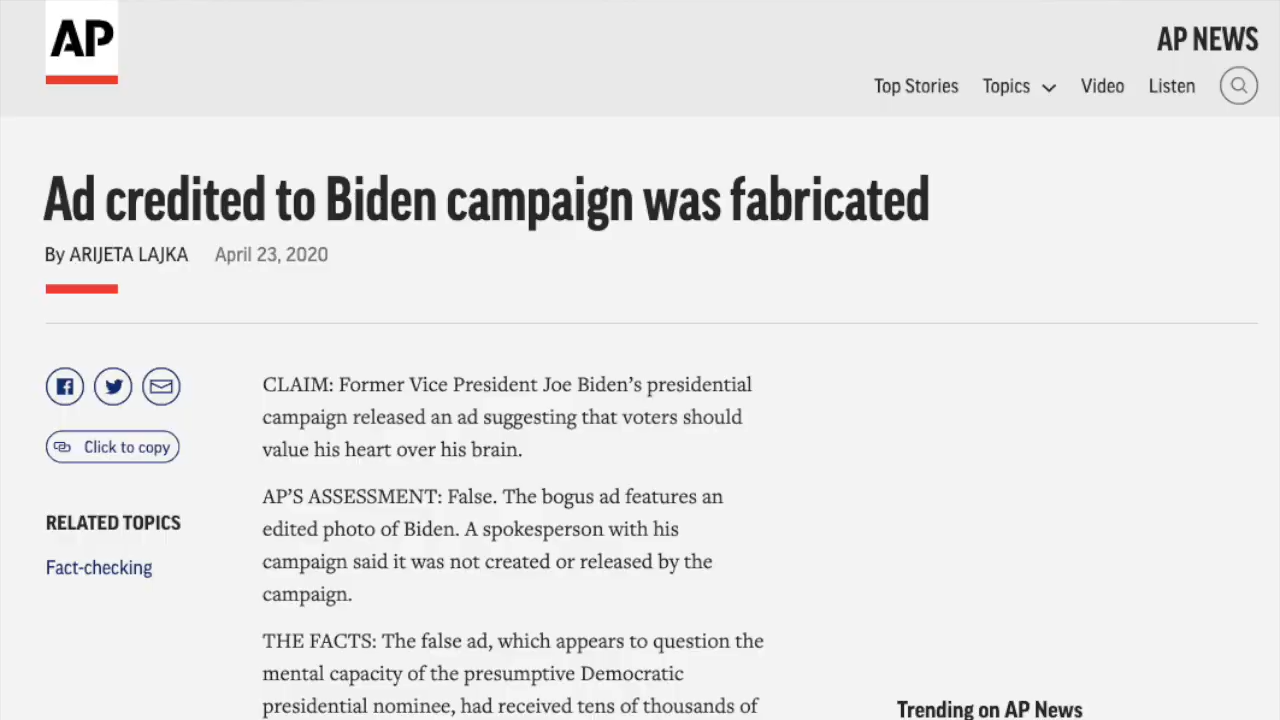 AP
AP NEWS
Top Stories Topics Video Listen
Ad credited to Biden campaign was fabricated
By ARIJETA LAJKA April 23, 2020
Click to copy
RELATED TOPICS
Fact-checking
CLAIM: Former Vice President Joe Biden’s presidential
campaign released an ad suggesting that voters should
value his heart over his brain.
AP’S ASSESSMENT: False. The bogus ad features an
edited photo of Biden. A spokesperson with his
campaign said it was not created or released by the
campaign.
THE FACTS: The false ad, which appears to question the
mental capacity of the presumptive Democratic
presidential nominee, had received tens of thousands of
Trending on AP News